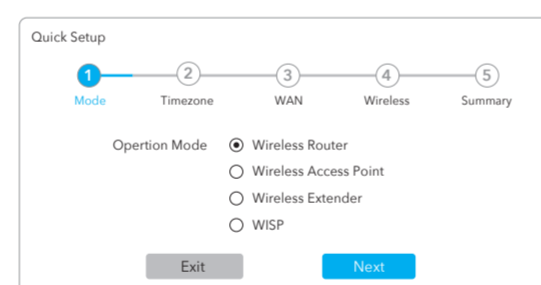 Quick Setup
1 2 3 4 5
Mode Timezone WAN Wireless Summary
Opertion Mode Wireless Router
Wireless Access Point
Wireless Extender
WISP
Exit Next